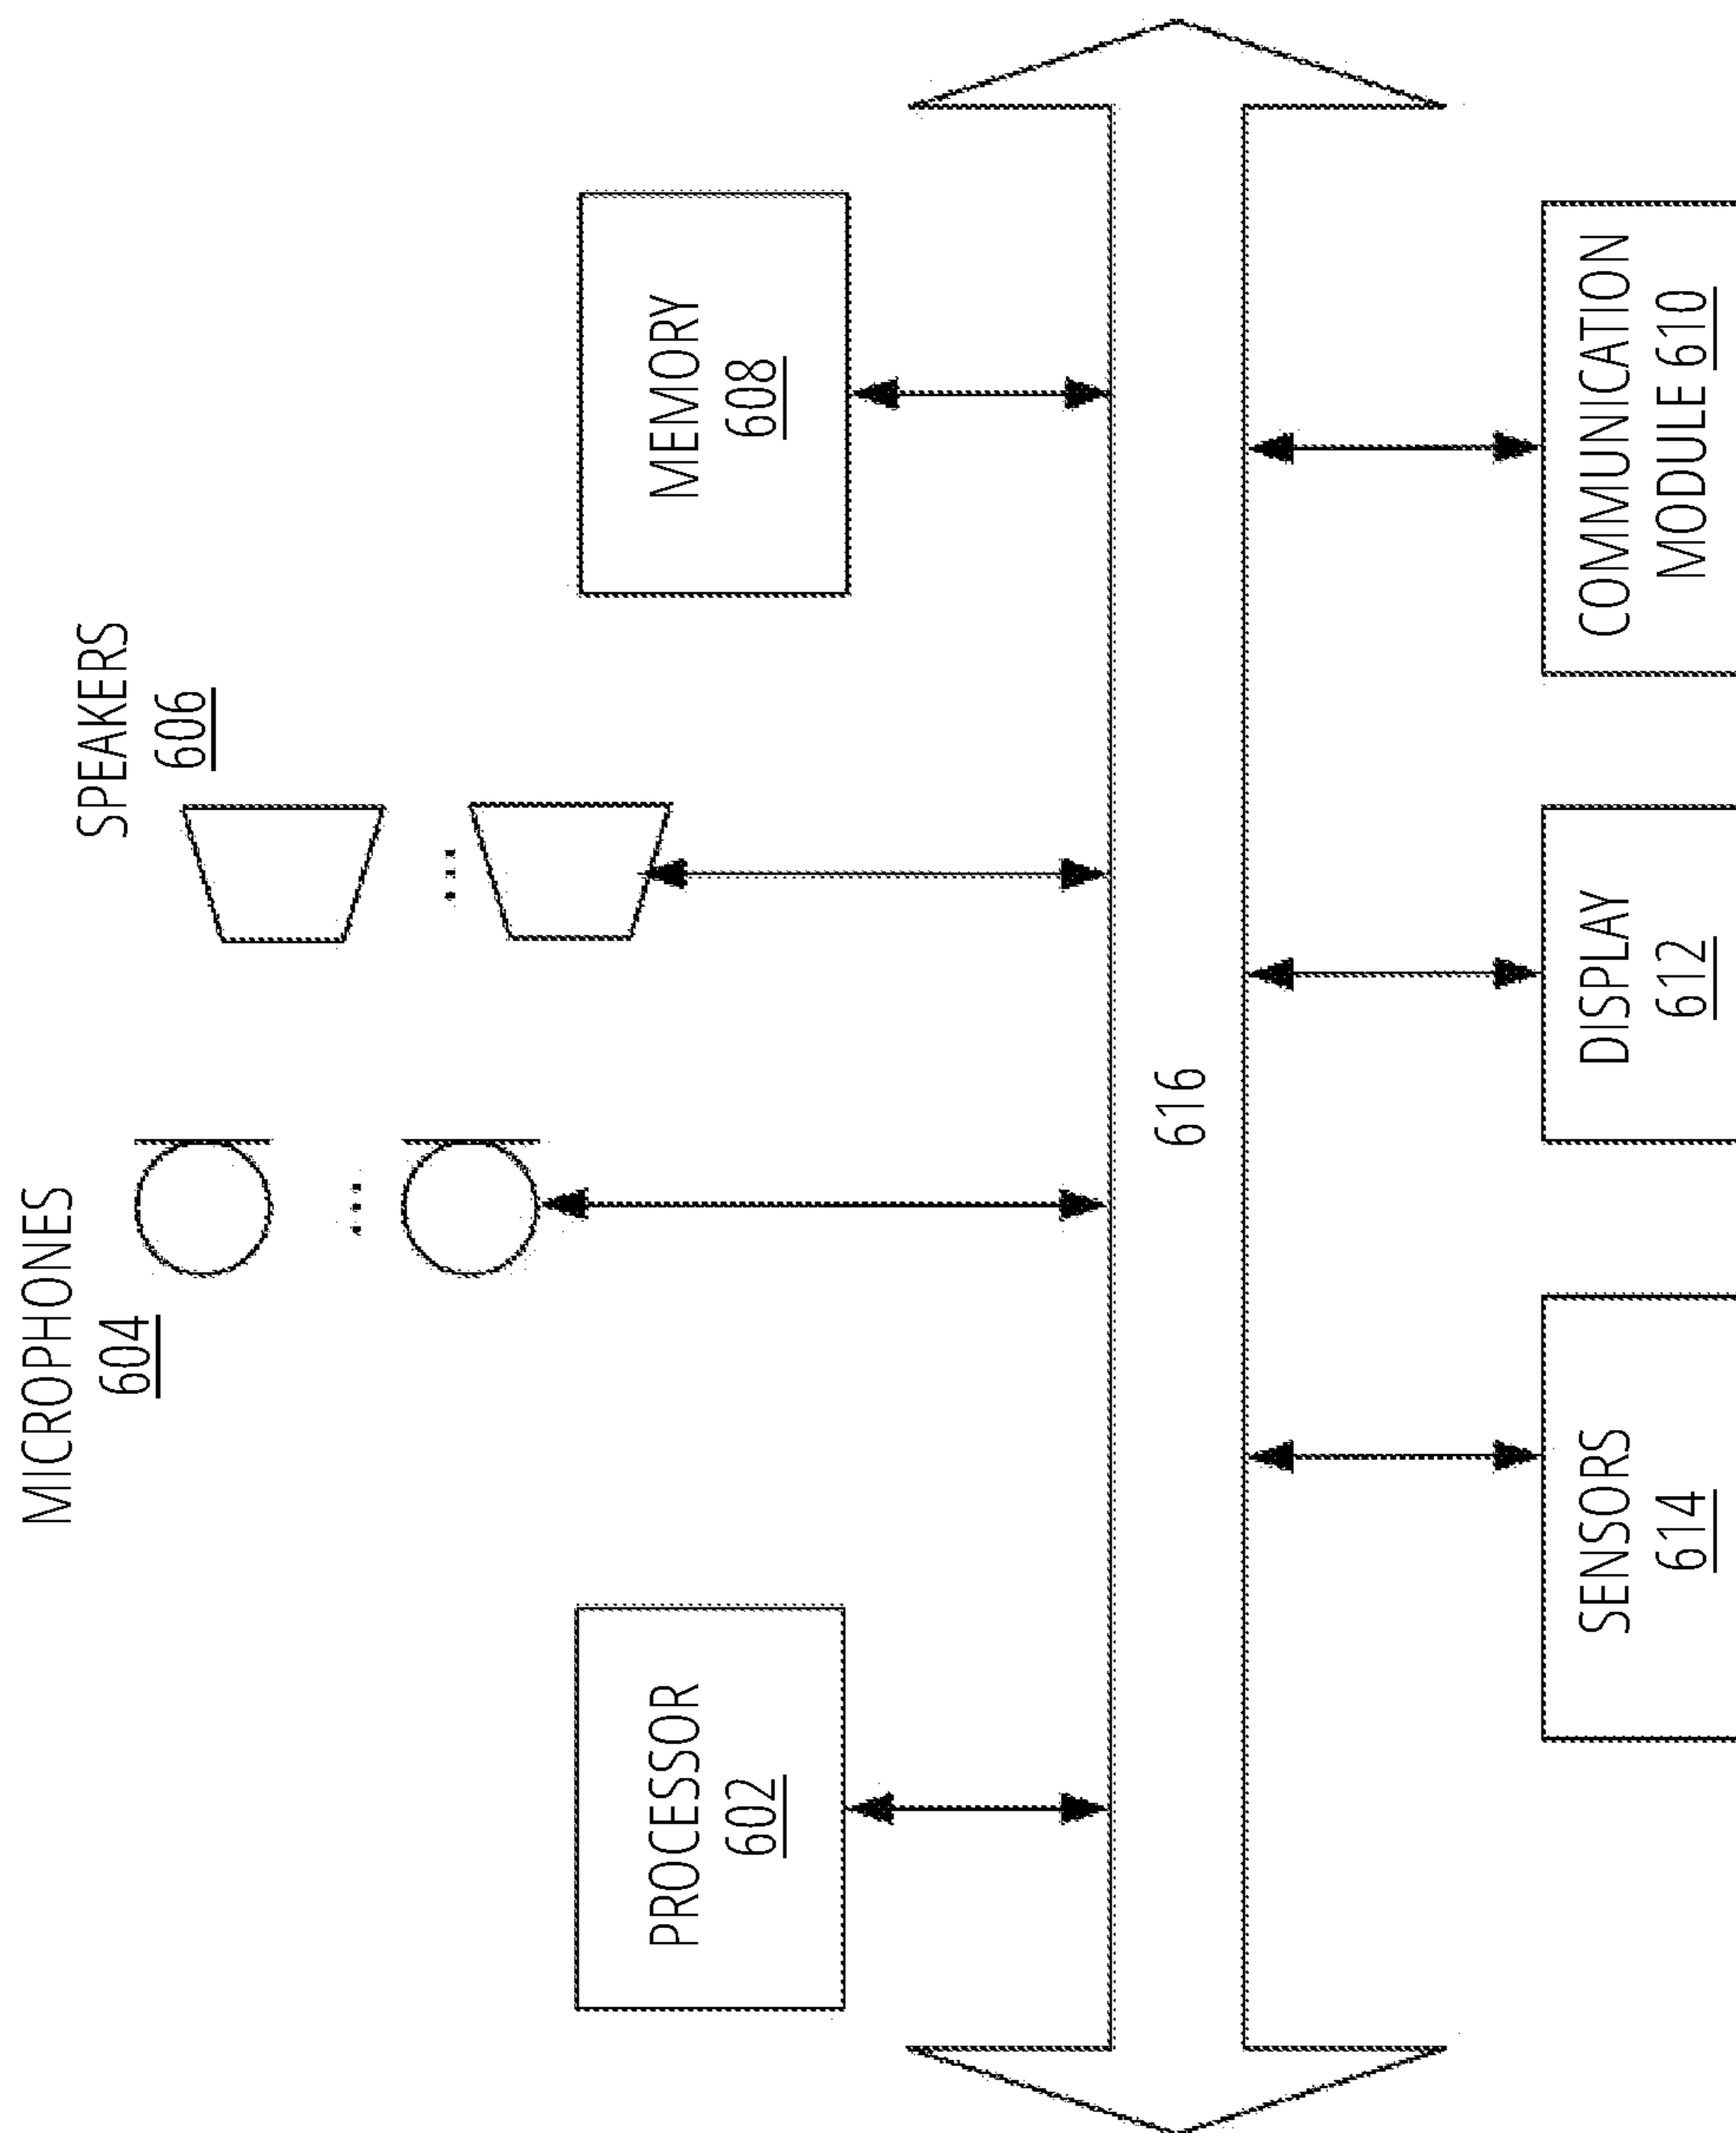 MICROPHONES
604
SPEAKERS
606
PROCESSOR
602
MEMORY
608
616
SENSORS
614
DISPLAY
612
COMMUNICATION
MODULE 610